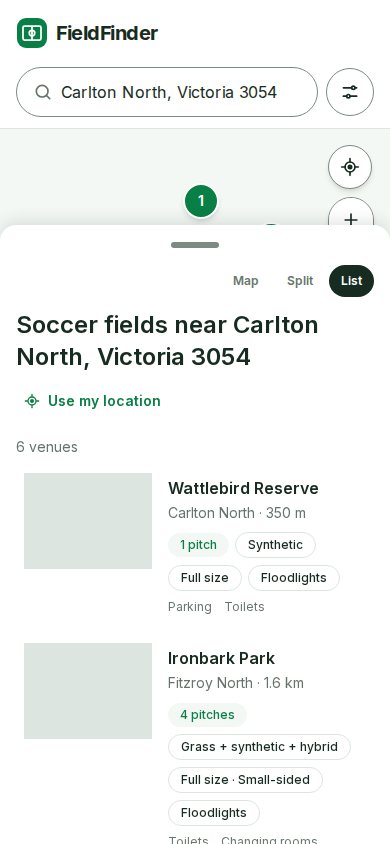 FieldFinder
Carlton North, Victoria 3054
1
Map Split List
Soccer fields near Carlton
North, Victoria 3054
Use my location
6 venues
Wattlebird Reserve
Carlton North · 350 m
1 pitch Synthetic
Full size Floodlights
Parking Toilets
Ironbark Park
Fitzroy North · 1.6 km
4 pitches
Grass + synthetic + hybrid
Full size · Small-sided
Floodlights
Toilets Changing rooms